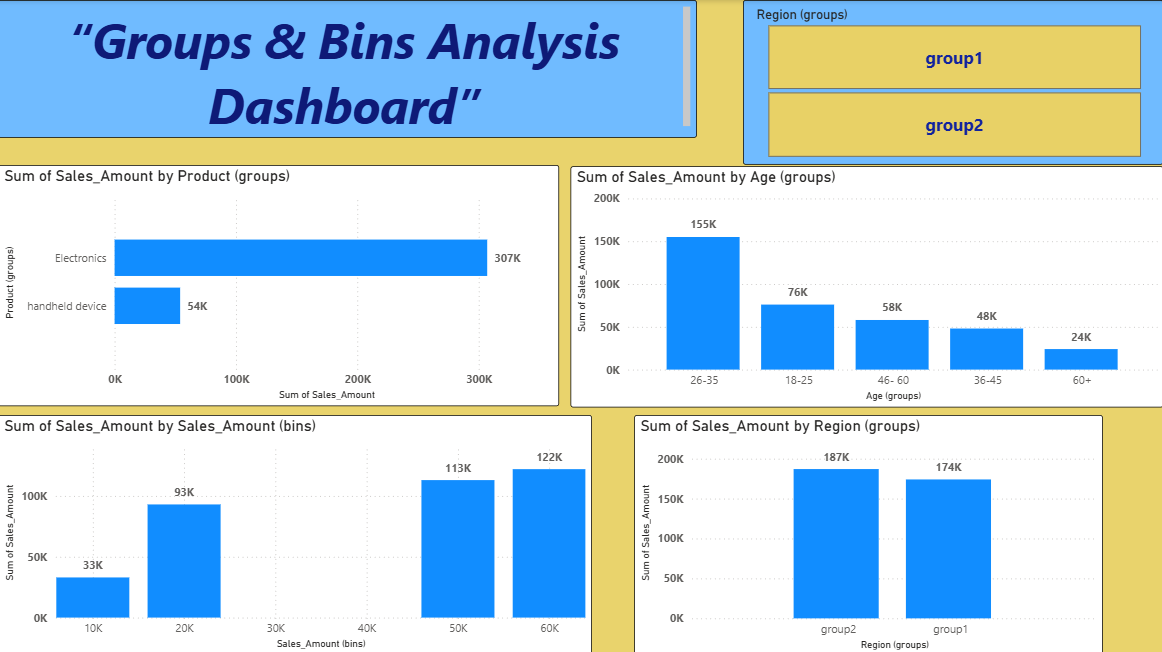 “Groups & Bins Analysis
Dashboard”
Region (groups)
group1
group2
Sum of Sales_Amount by Product (groups)
Product (groups)
Electronics
307K
handheld device
54K
0K 100K 200K 300K
Sum of Sales_Amount
Sum of Sales_Amount by Age (groups)
Sum of Sales_Amount
200K
150K
100K
50K
0K
155K
76K
58K
48K
24K
26-35 18-25 46- 60 36-45 60+
Age (groups)
Sum of Sales_Amount by Sales_Amount (bins)
Sum of Sales_Amount
100K
50K
0K
33K
93K
113K
122K
10K 20K 30K 40K 50K 60K
Sales_Amount (bins)
Sum of Sales_Amount by Region (groups)
Sum of Sales_Amount
200K
150K
100K
50K
0K
187K
174K
group2 group1
Region (groups)